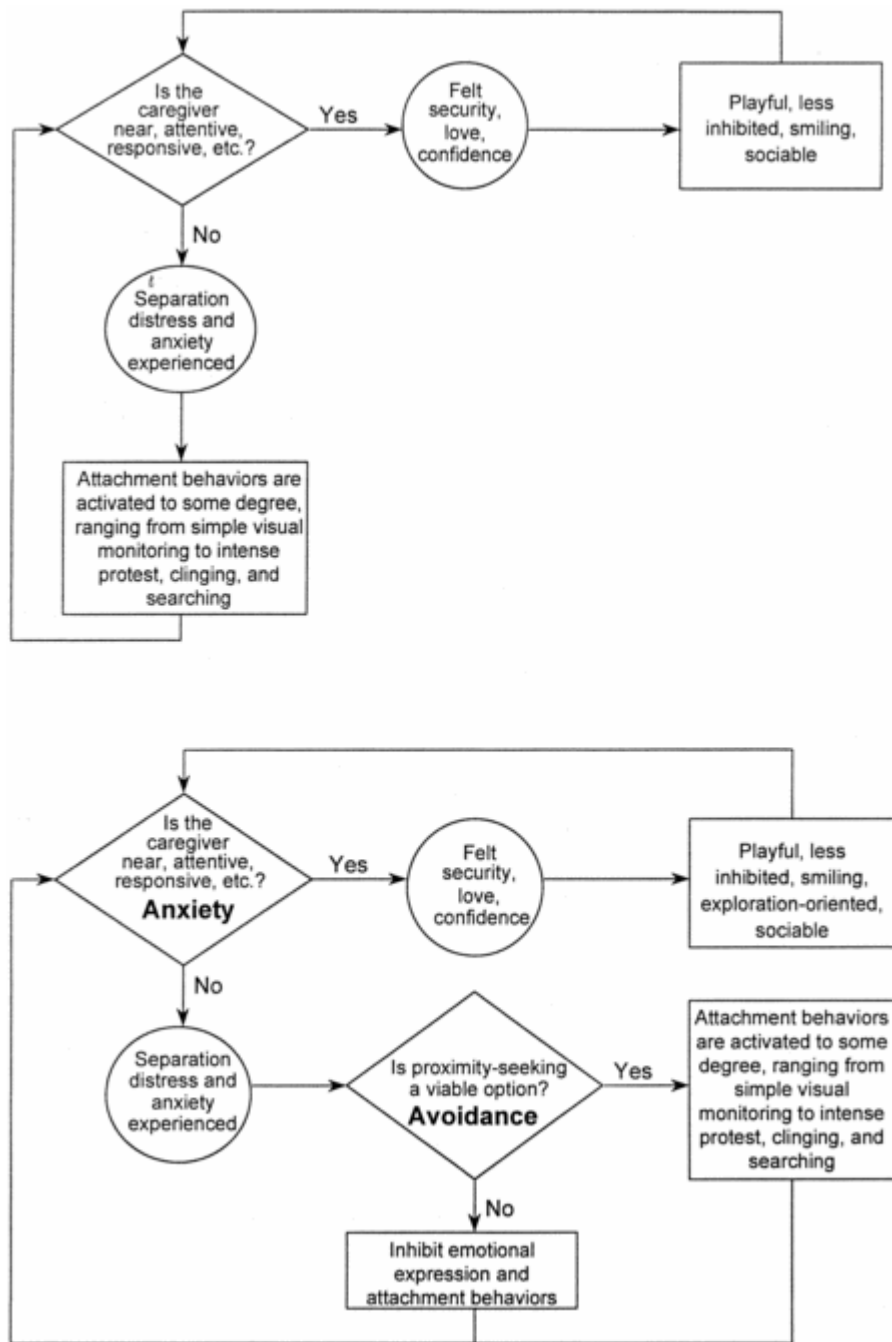 Is the
caregiver
near, attentive,
responsive, etc.?
Yes
Felt
security,
love,
confidence
Playful, less
inhibited, smiling,
sociable
No
Separation
distress and
anxiety
experienced
Attachment behaviors are
activated to some degree,
ranging from simple visual
monitoring to intense
protest, clinging, and
searching
Is the
caregiver
near, attentive,
responsive, etc.?
Anxiety
Yes
Felt
security,
love,
confidence
Playful, less
inhibited, smiling,
exploration-oriented,
sociable
No
Separation
distress and
anxiety
experienced
Is proximity-seeking
a viable option?
Avoidance
Yes
Attachment behaviors
are activated to some
degree, ranging from
simple visual
monitoring to intense
protest, clinging, and
searching
No
Inhibit emotional
expression and
attachment behaviors